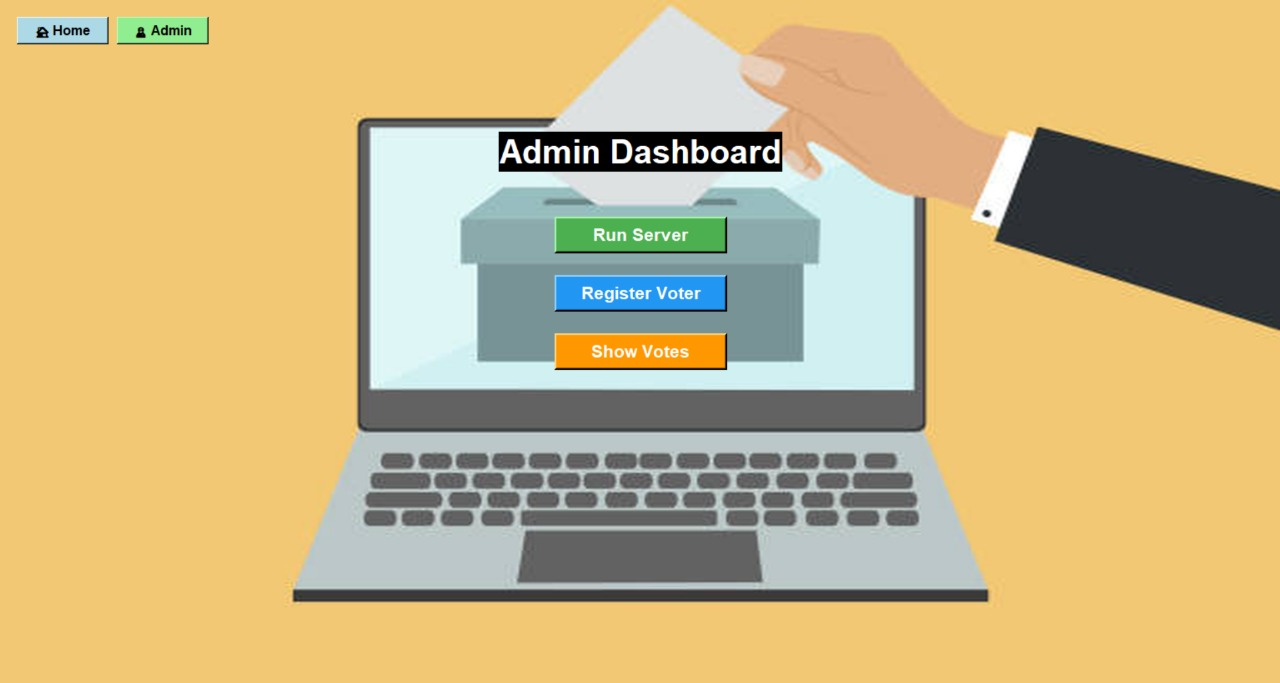 Home
Admin
Admin Dashboard
Run Server
Register Voter
Show Votes